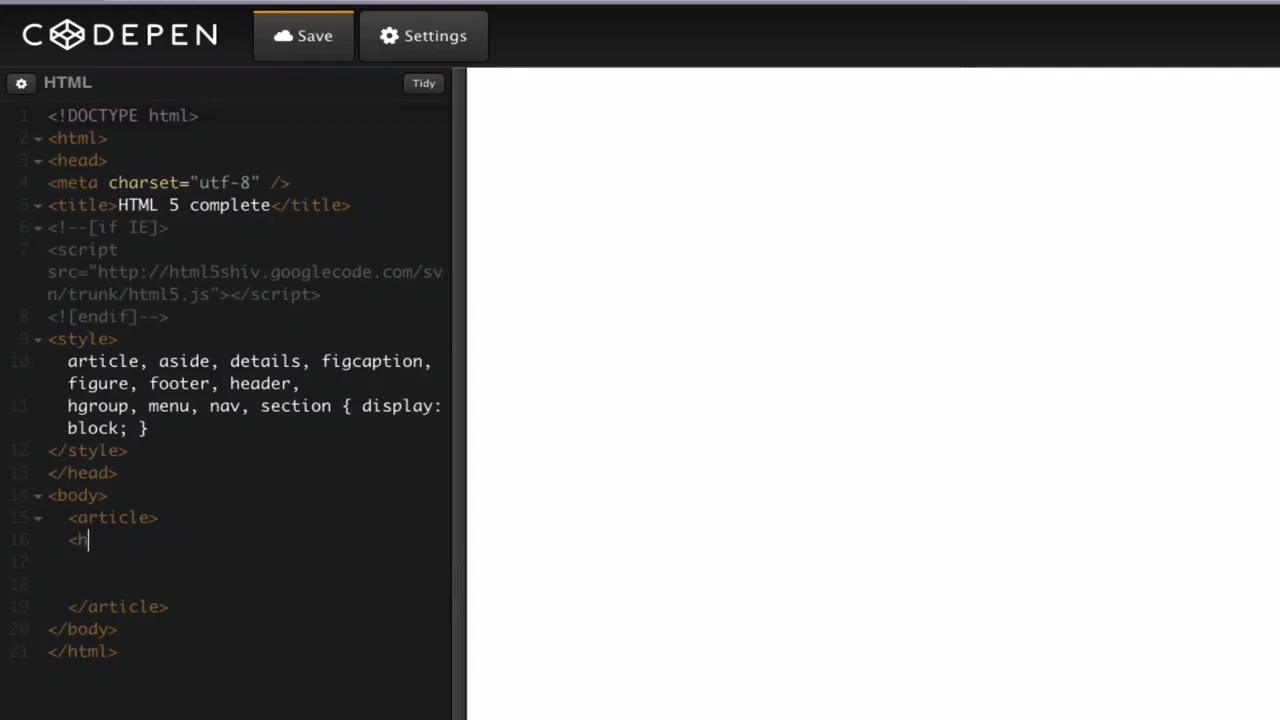 CODEPEN Save Settings
HTML Tidy
1 <!DOCTYPE html>
2 <html>
3 <head>
4 <meta charset="utf-8" />
5 <title>HTML 5 complete</title>
6 <!--[if IE]>
7 <script
src="http://html5shiv.googlecode.com/sv
n/trunk/html5.js"></script>
8 <![endif]-->
9 <style>
10 article, aside, details, figcaption,
figure, footer, header,
11 hgroup, menu, nav, section { display:
block; }
12 </style>
13 </head>
14 <body>
15 <article>
16 <h
17
18
19 </article>
20 </body>
21 </html>